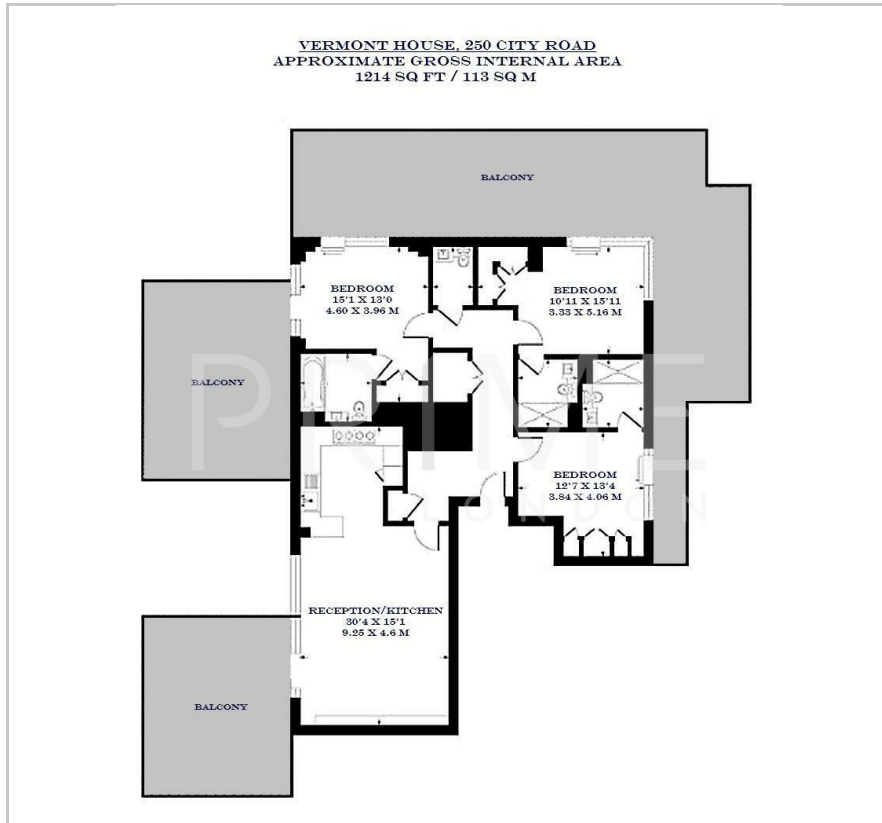 VERMONT HOUSE, 250 CITY ROAD
APPROXIMATE GROSS INTERNAL AREA
1214 SQ FT / 113 SQ M
BALCONY
BEDROOM
15'1 X 13'0
4.60 X 3.96 M
BEDROOM
10'11 X 15'11
3.33 X 5.16 M
BALCONY
PRIME
LONDON
BEDROOM
12'7 X 13'4
3.84 X 4.06 M
RECEPTION/KITCHEN
30'4 X 15'1
9.25 X 4.6 M
BALCONY